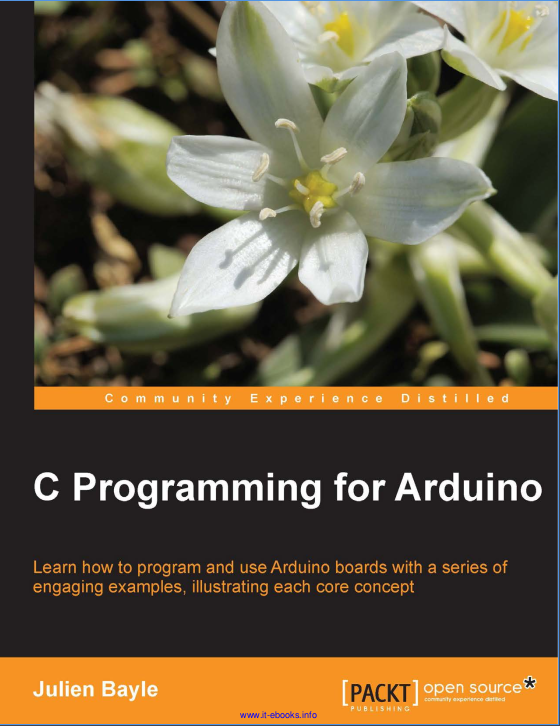 Community Experience Distilled
C Programming for Arduino
Learn how to program and use Arduino boards with a series of
engaging examples, illustrating each core concept
Julien Bayle
[PACKT] open source*
PUBLISHING community experience distilled
www.it-ebooks.info